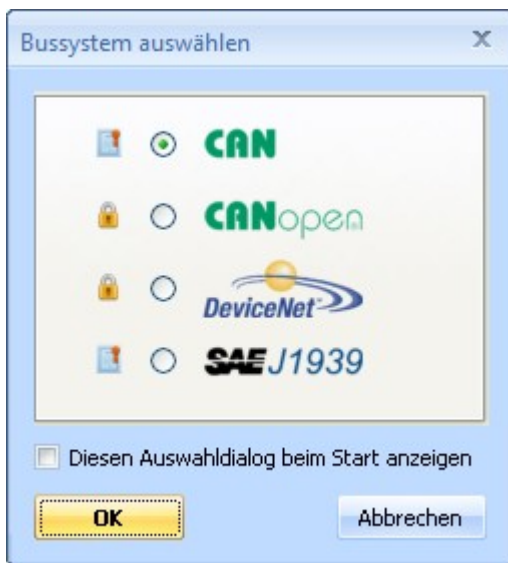 Bussystem auswählen
CAN
CANopen
DeviceNet
SAE J1939
Diesen Auswahldialog beim Start anzeigen
OK
Abbrechen